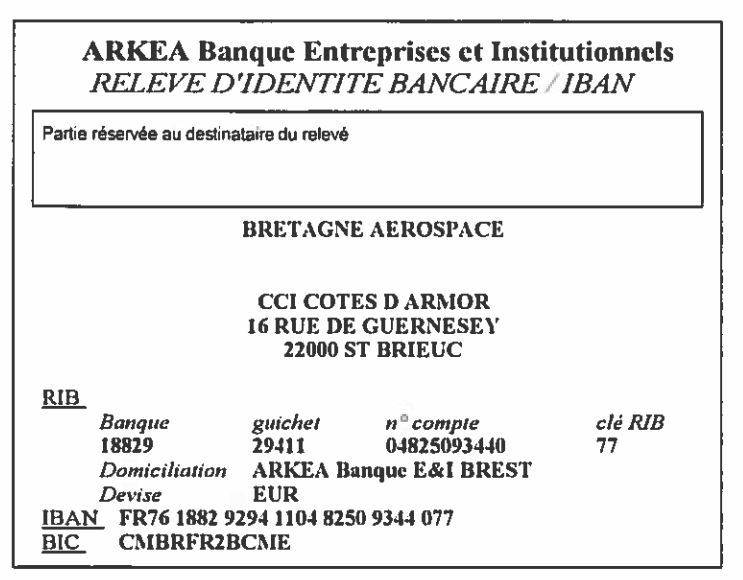 ARKEA Banque Entreprises et Institutionnels
RELEVE D'IDENTITE BANCAIRE / IBAN
Partie réservée au destinataire du relevé
BRETAGNE AEROSPACE
CCI COTES D ARMOR
16 RUE DE GUERNESEY
22000 ST BRIEUC
RIB
Banque guichet n° compte clé RIB
18829 29411 04825093440 77
Domiciliation ARKEA Banque E&I BREST
Devise EUR
IBAN FR76 1882 9294 1104 8250 9344 077
BIC CMBRFR2BCME